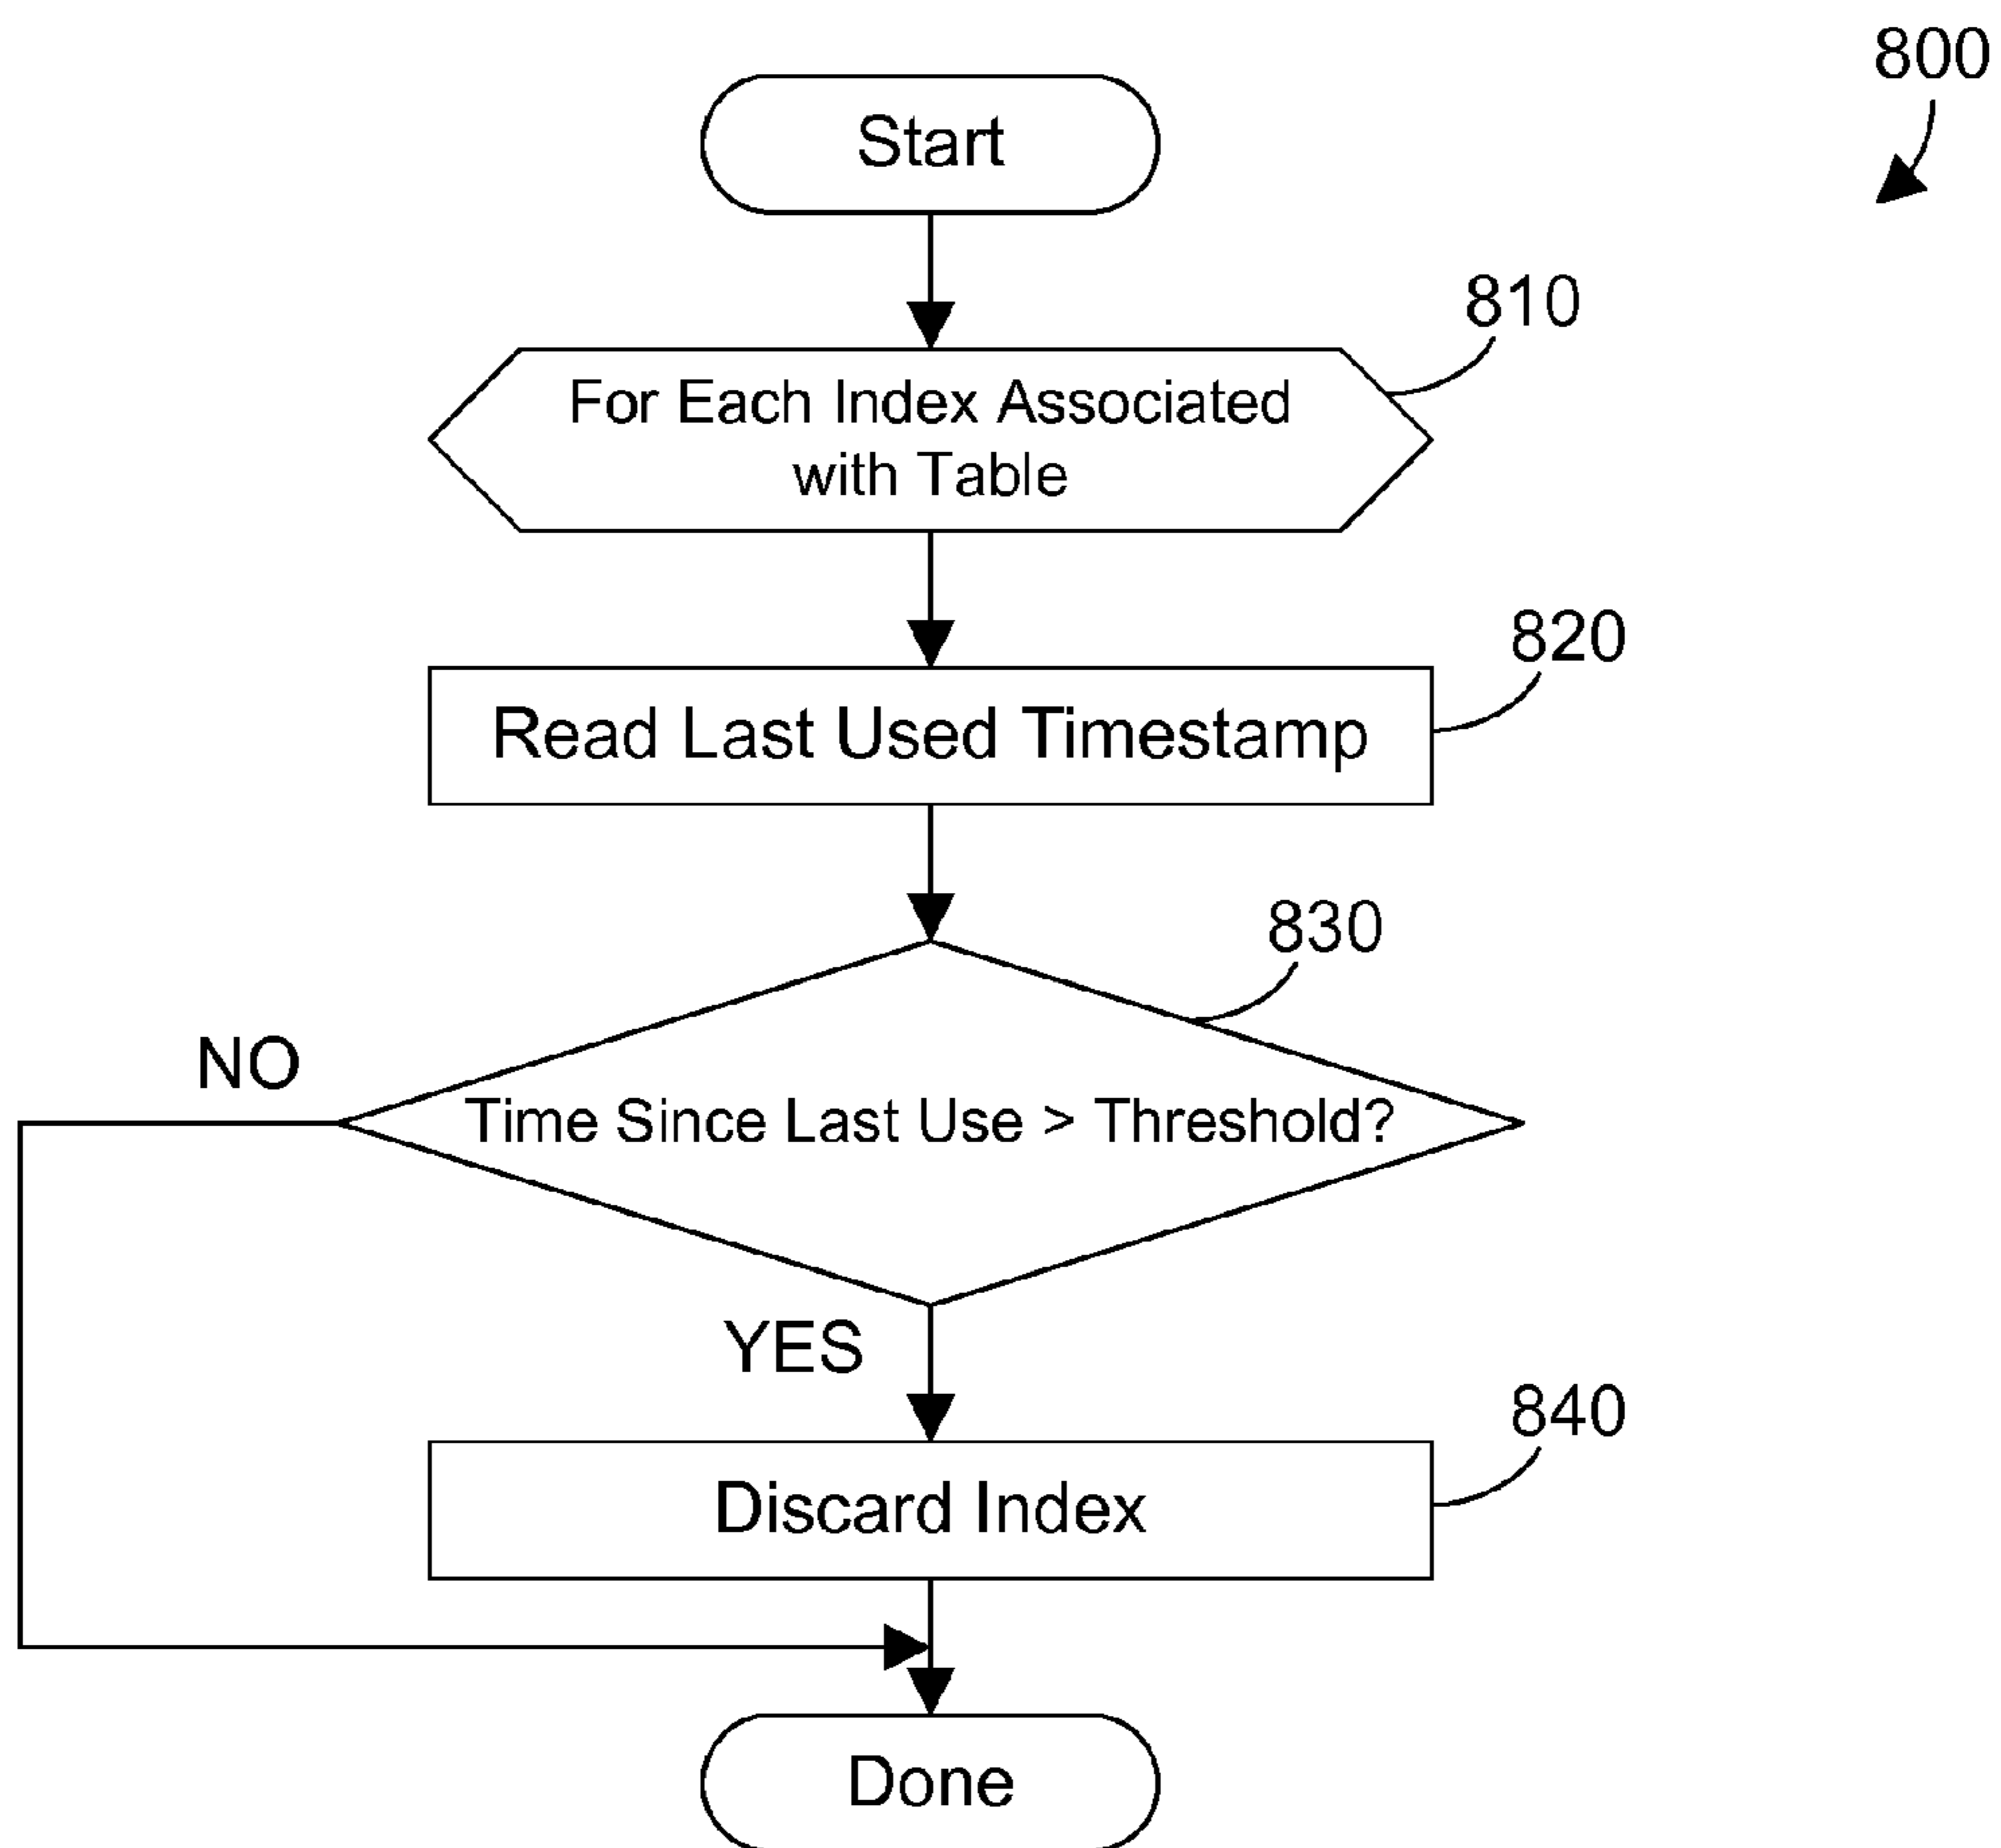 800
Start
810
For Each Index Associated
with Table
820
Read Last Used Timestamp
830
NO
Time Since Last Use > Threshold?
YES
840
Discard Index
Done